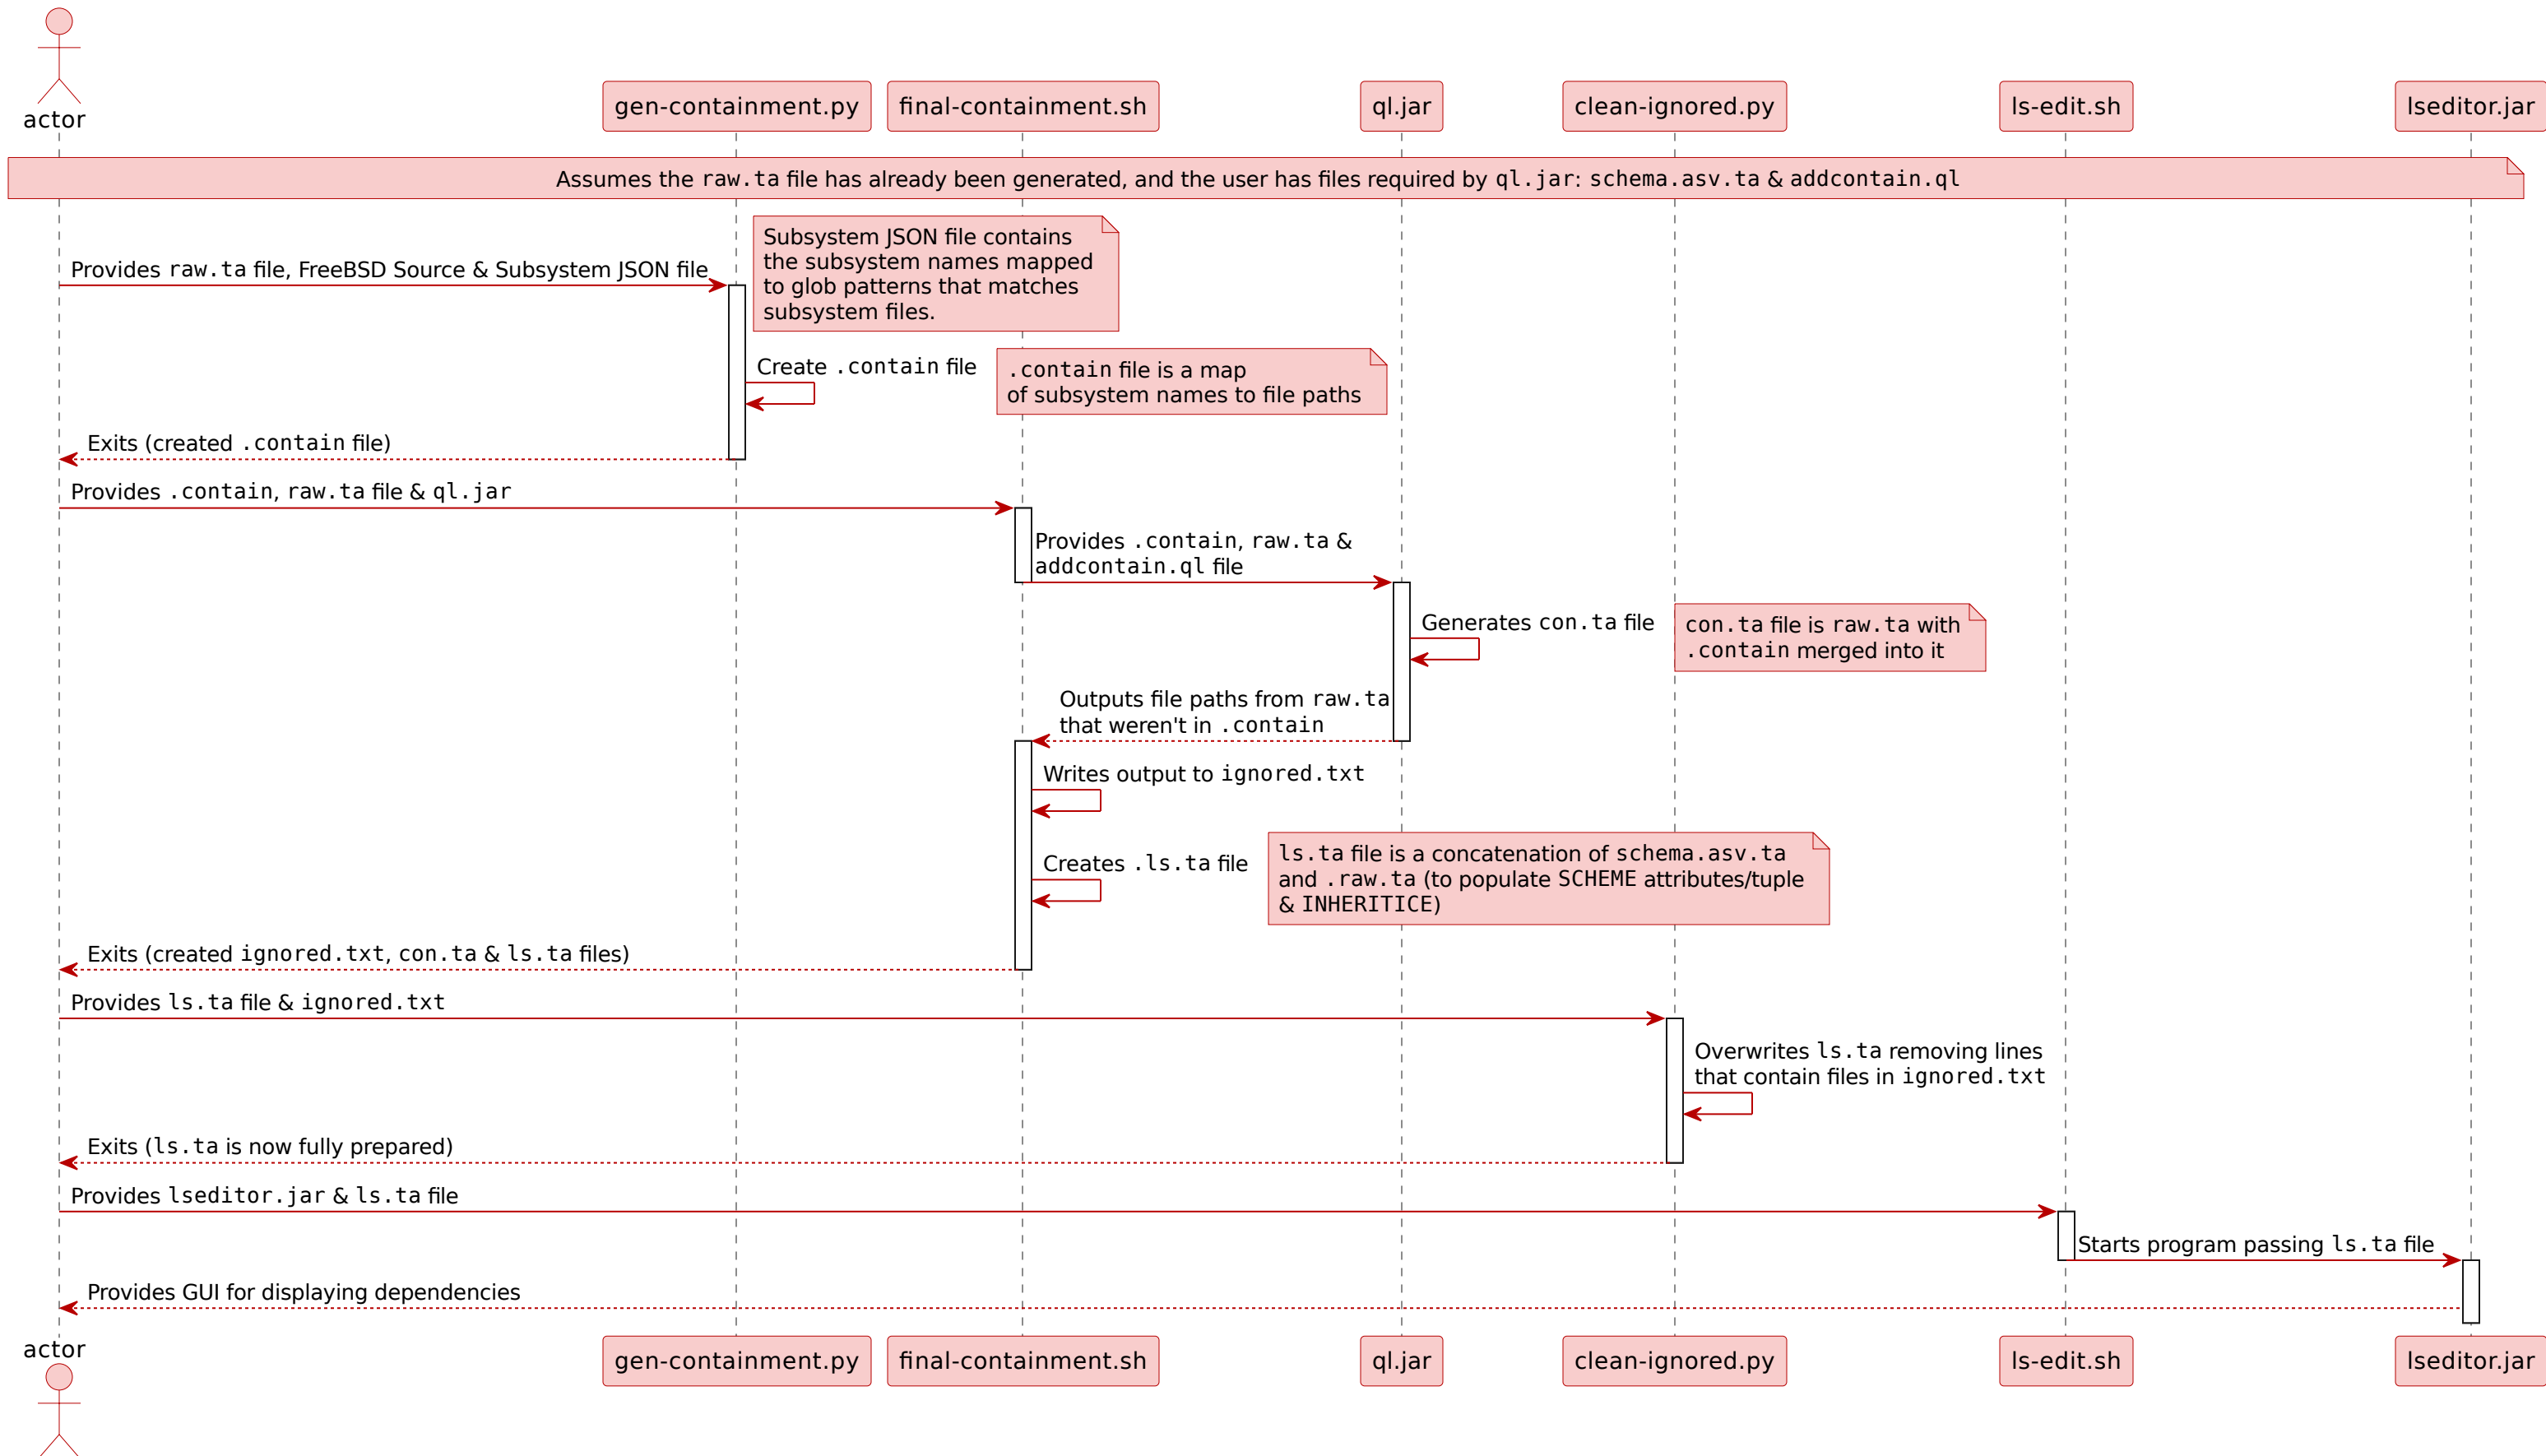 actor
gen-containment.py
final-containment.sh
ql.jar
clean-ignored.py
ls-edit.sh
lseditor.jar
Assumes the raw.ta file has already been generated, and the user has files required by ql.jar: schema.asv.ta & addcontain.ql
Provides raw.ta file, FreeBSD Source & Subsystem JSON file
Subsystem JSON file contains
the subsystem names mapped
to glob patterns that matches
subsystem files.
Create .contain file
.contain file is a map
of subsystem names to file paths
Exits (created .contain file)
Provides .contain, raw.ta file & ql.jar
Provides .contain, raw.ta &
addcontain.ql file
Generates con.ta file
con.ta file is raw.ta with
.contain merged into it
Outputs file paths from raw.ta
that weren't in .contain
Writes output to ignored.txt
Creates .ls.ta file
ls.ta file is a concatenation of schema.asv.ta
and .raw.ta (to populate SCHEME attributes/tuple
& INHERITICE)
Exits (created ignored.txt, con.ta & ls.ta files)
Provides ls.ta file & ignored.txt
Overwrites ls.ta removing lines
that contain files in ignored.txt
Exits (ls.ta is now fully prepared)
Provides lseditor.jar & ls.ta file
Starts program passing ls.ta file
Provides GUI for displaying dependencies
actor
gen-containment.py
final-containment.sh
ql.jar
clean-ignored.py
ls-edit.sh
lseditor.jar